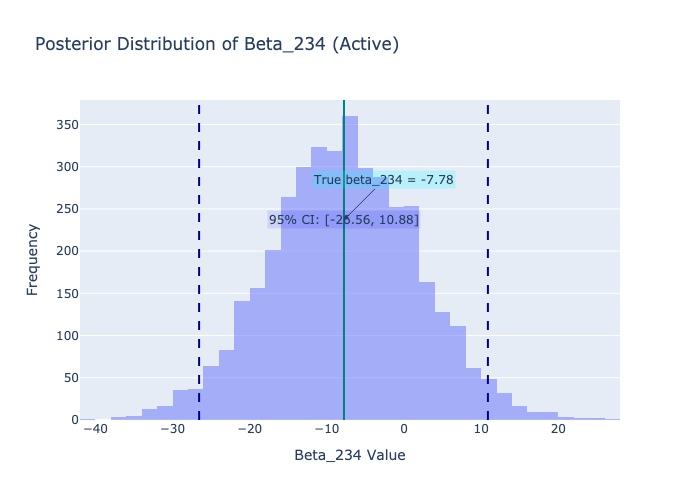 Posterior Distribution of Beta_234 (Active)
350
300
250
200
150
100
50
0
Frequency
True beta_234 = -7.78
95% CI: [-26.56, 10.88]
−40 −30 −20 −10 0 10 20
Beta_234 Value